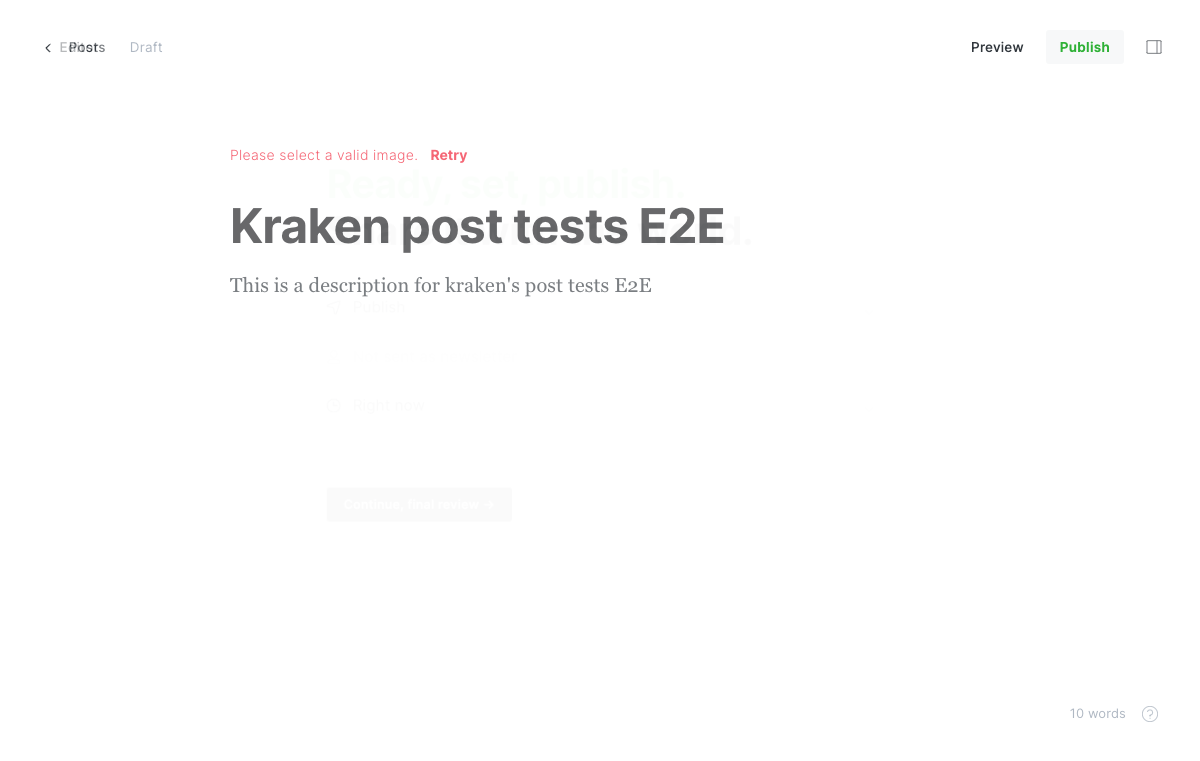 Editor Posts Draft Preview Publish
Please select a valid image. Retry
Ready, set, publish.
Kraken post tests E2E
This is a description for kraken's post tests E2E
Publish
Right now
Continue, final review →
10 words